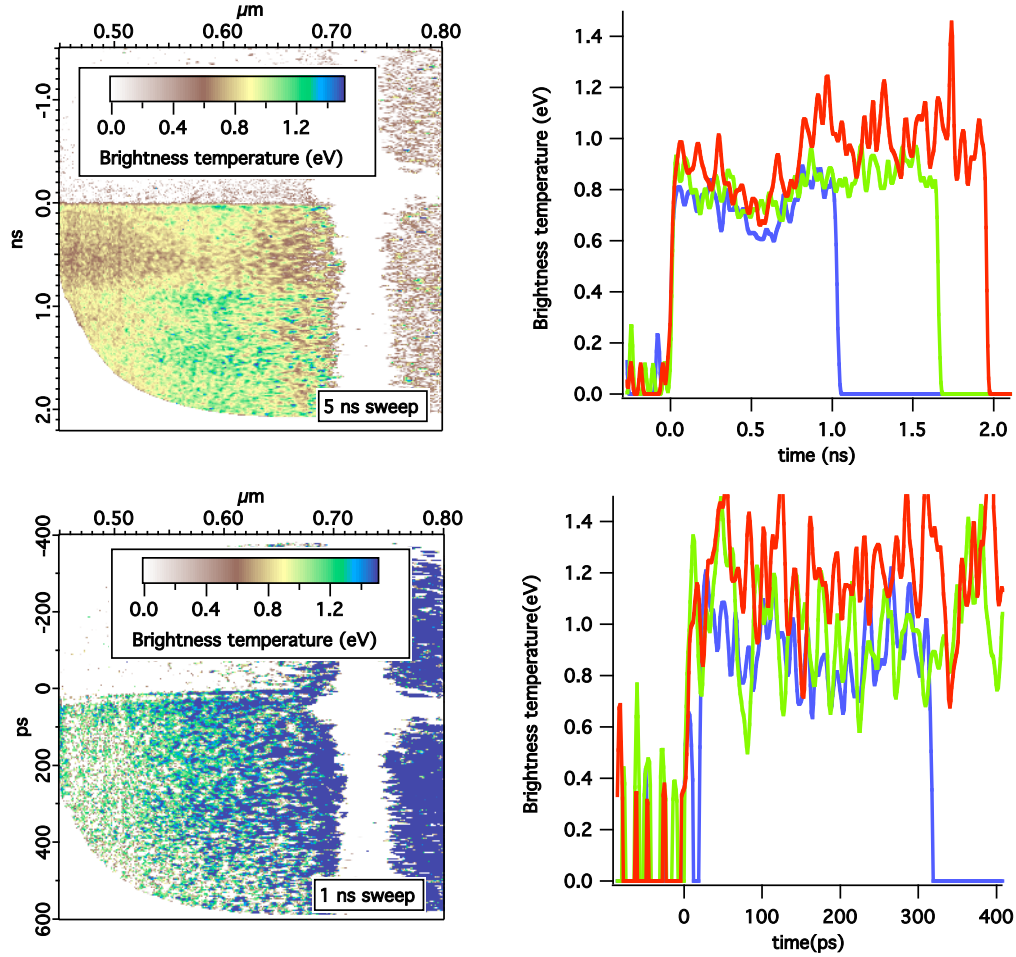 µm
0.50 0.60 0.70 0.80
-1.0
0.0
1.0
2.0
ns
0.0 0.4 0.8 1.2
Brightness temperature (eV)
5 ns sweep
1.4
1.2
1.0
0.8
0.6
0.4
0.2
0.0
Brightness temperature (eV)
0.0 0.5 1.0 1.5 2.0
time (ns)
µm
0.50 0.60 0.70 0.80
-400
-200
0
200
400
600
ps
0.0 0.4 0.8 1.2
Brightness temperature (eV)
1 ns sweep
1.4
1.2
1.0
0.8
0.6
0.4
0.2
0.0
Brightness temperature(eV)
0 100 200 300 400
time(ps)